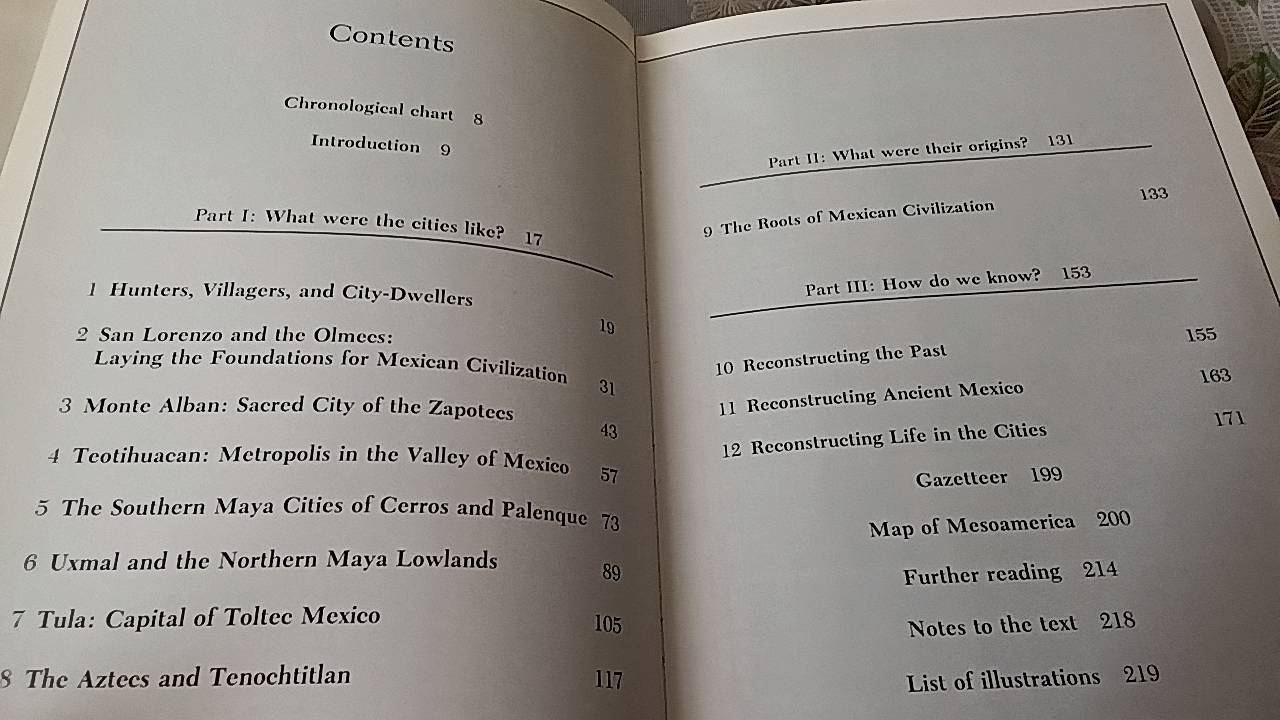 Contents
Chronological chart 8
Introduction 9
Part I: What were the cities like? 17
1 Hunters, Villagers, and City-Dwellers 19
2 San Lorenzo and the Olmecs:
Laying the Foundations for Mexican Civilization 31
3 Monte Alban: Sacred City of the Zapotecs 43
4 Teotihuacan: Metropolis in the Valley of Mexico 57
5 The Southern Maya Cities of Cerros and Palenque 73
6 Uxmal and the Northern Maya Lowlands 89
7 Tula: Capital of Toltec Mexico 105
8 The Aztecs and Tenochtitlan 117
Part II: What were their origins? 131
9 The Roots of Mexican Civilization 133
Part III: How do we know? 153
10 Reconstructing the Past 155
11 Reconstructing Ancient Mexico 163
12 Reconstructing Life in the Cities 171
Gazetteer 199
Map of Mesoamerica 200
Further reading 214
Notes to the text 218
List of illustrations 219